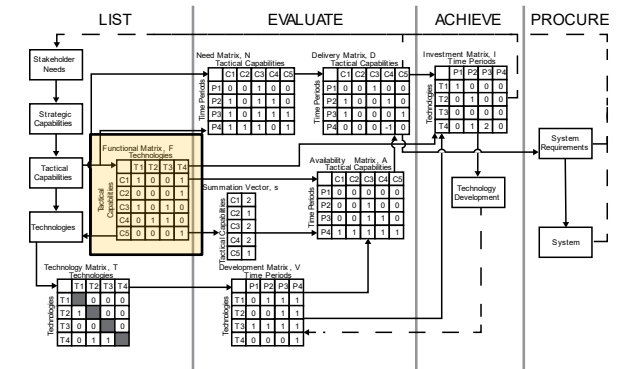 LIST
EVALUATE
ACHIEVE
PROCURE
Stakeholder
Needs
Strategic
Capabilities
Tactical
Capabilities
Technologies
Functional Matrix, F
Technologies
Tactical
Capabilities
T1 T2 T3 T4
C1 1 0 0 1
C2 0 0 0 1
C3 1 0 1 0
C4 1 0 1 0
C5 0 0 0 1
Technology Matrix, T
Technologies
Technologies
T1 T2 T3 T4
T1 0 0 0
T2 1 0 0
T3 0 0 0
T4 0 1 1
Need Matrix, N
Tactical Capabilities
Time Periods
C1 C2 C3 C4 C5
P1 0 0 1 0 0
P2 1 0 1 1 0
P3 1 0 1 1 1
P4 1 1 1 0 1
Summation Vector, s
Tactical Capabilities
C1 2
C2 1
C3 2
C4 2
C5 1
Development Matrix, V
Time Periods
Technologies
P1 P2 P3 P4
T1 1 1 1 1
T2 0 0 1 1
T3 1 1 1 1
T4 0 0 0 1
Delivery Matrix, D
Tactical Capabilities
Time Periods
C1 C2 C3 C4 C5
P1 0 0 1 0 0
P2 0 0 0 1 0
P3 0 0 0 1 0
P4 0 0 0 -1 0
Availability Matrix, A
Tactical Capabilities
Time Periods
C1 C2 C3 C4 C5
P1 0 0 0 1 0
P2 0 0 0 1 0
P3 0 0 1 1 0
P4 1 1 1 1 1
Investment Matrix, I
Time Periods
Technologies
P1 P2 P3 P4
T1 1 0 0 0
T2 0 1 0 0
T3 0 0 0 0
T4 0 1 2 0
Technology
Development
System
Requirements
System